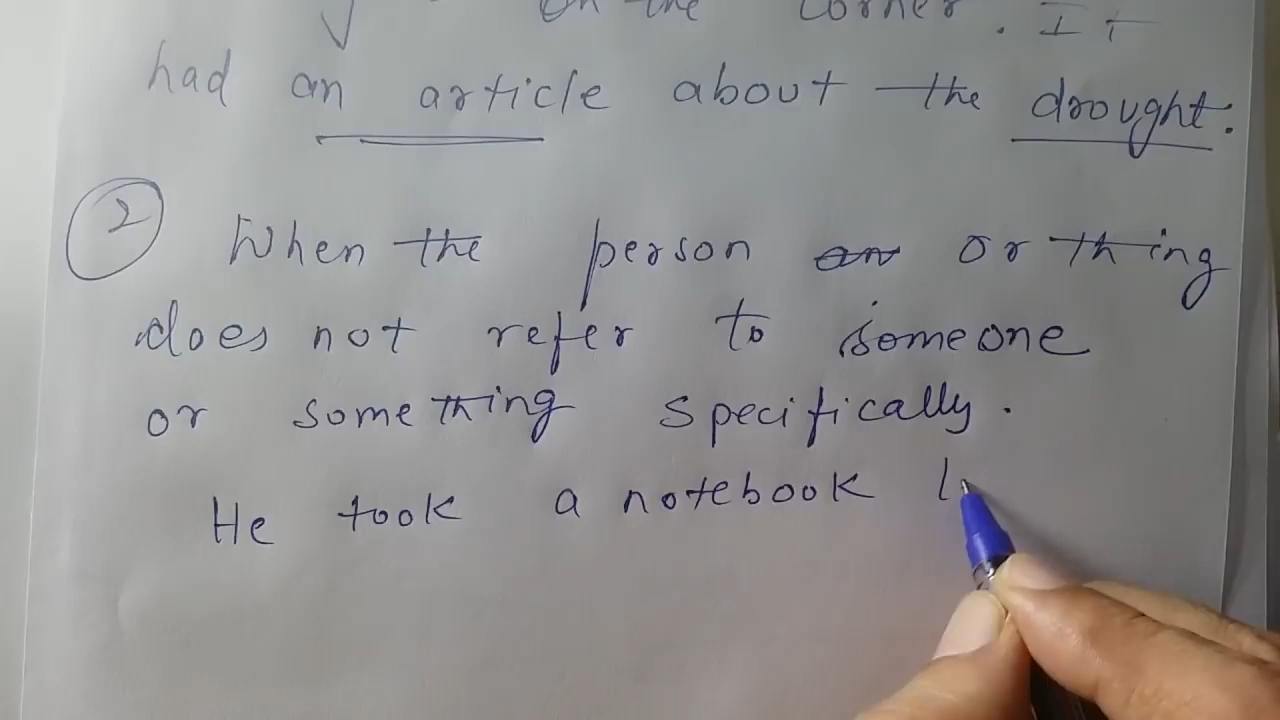 on the corner. It
had an article about the drought.
2 When the person or thing
does not refer to someone
or something specifically.
He took a notebook